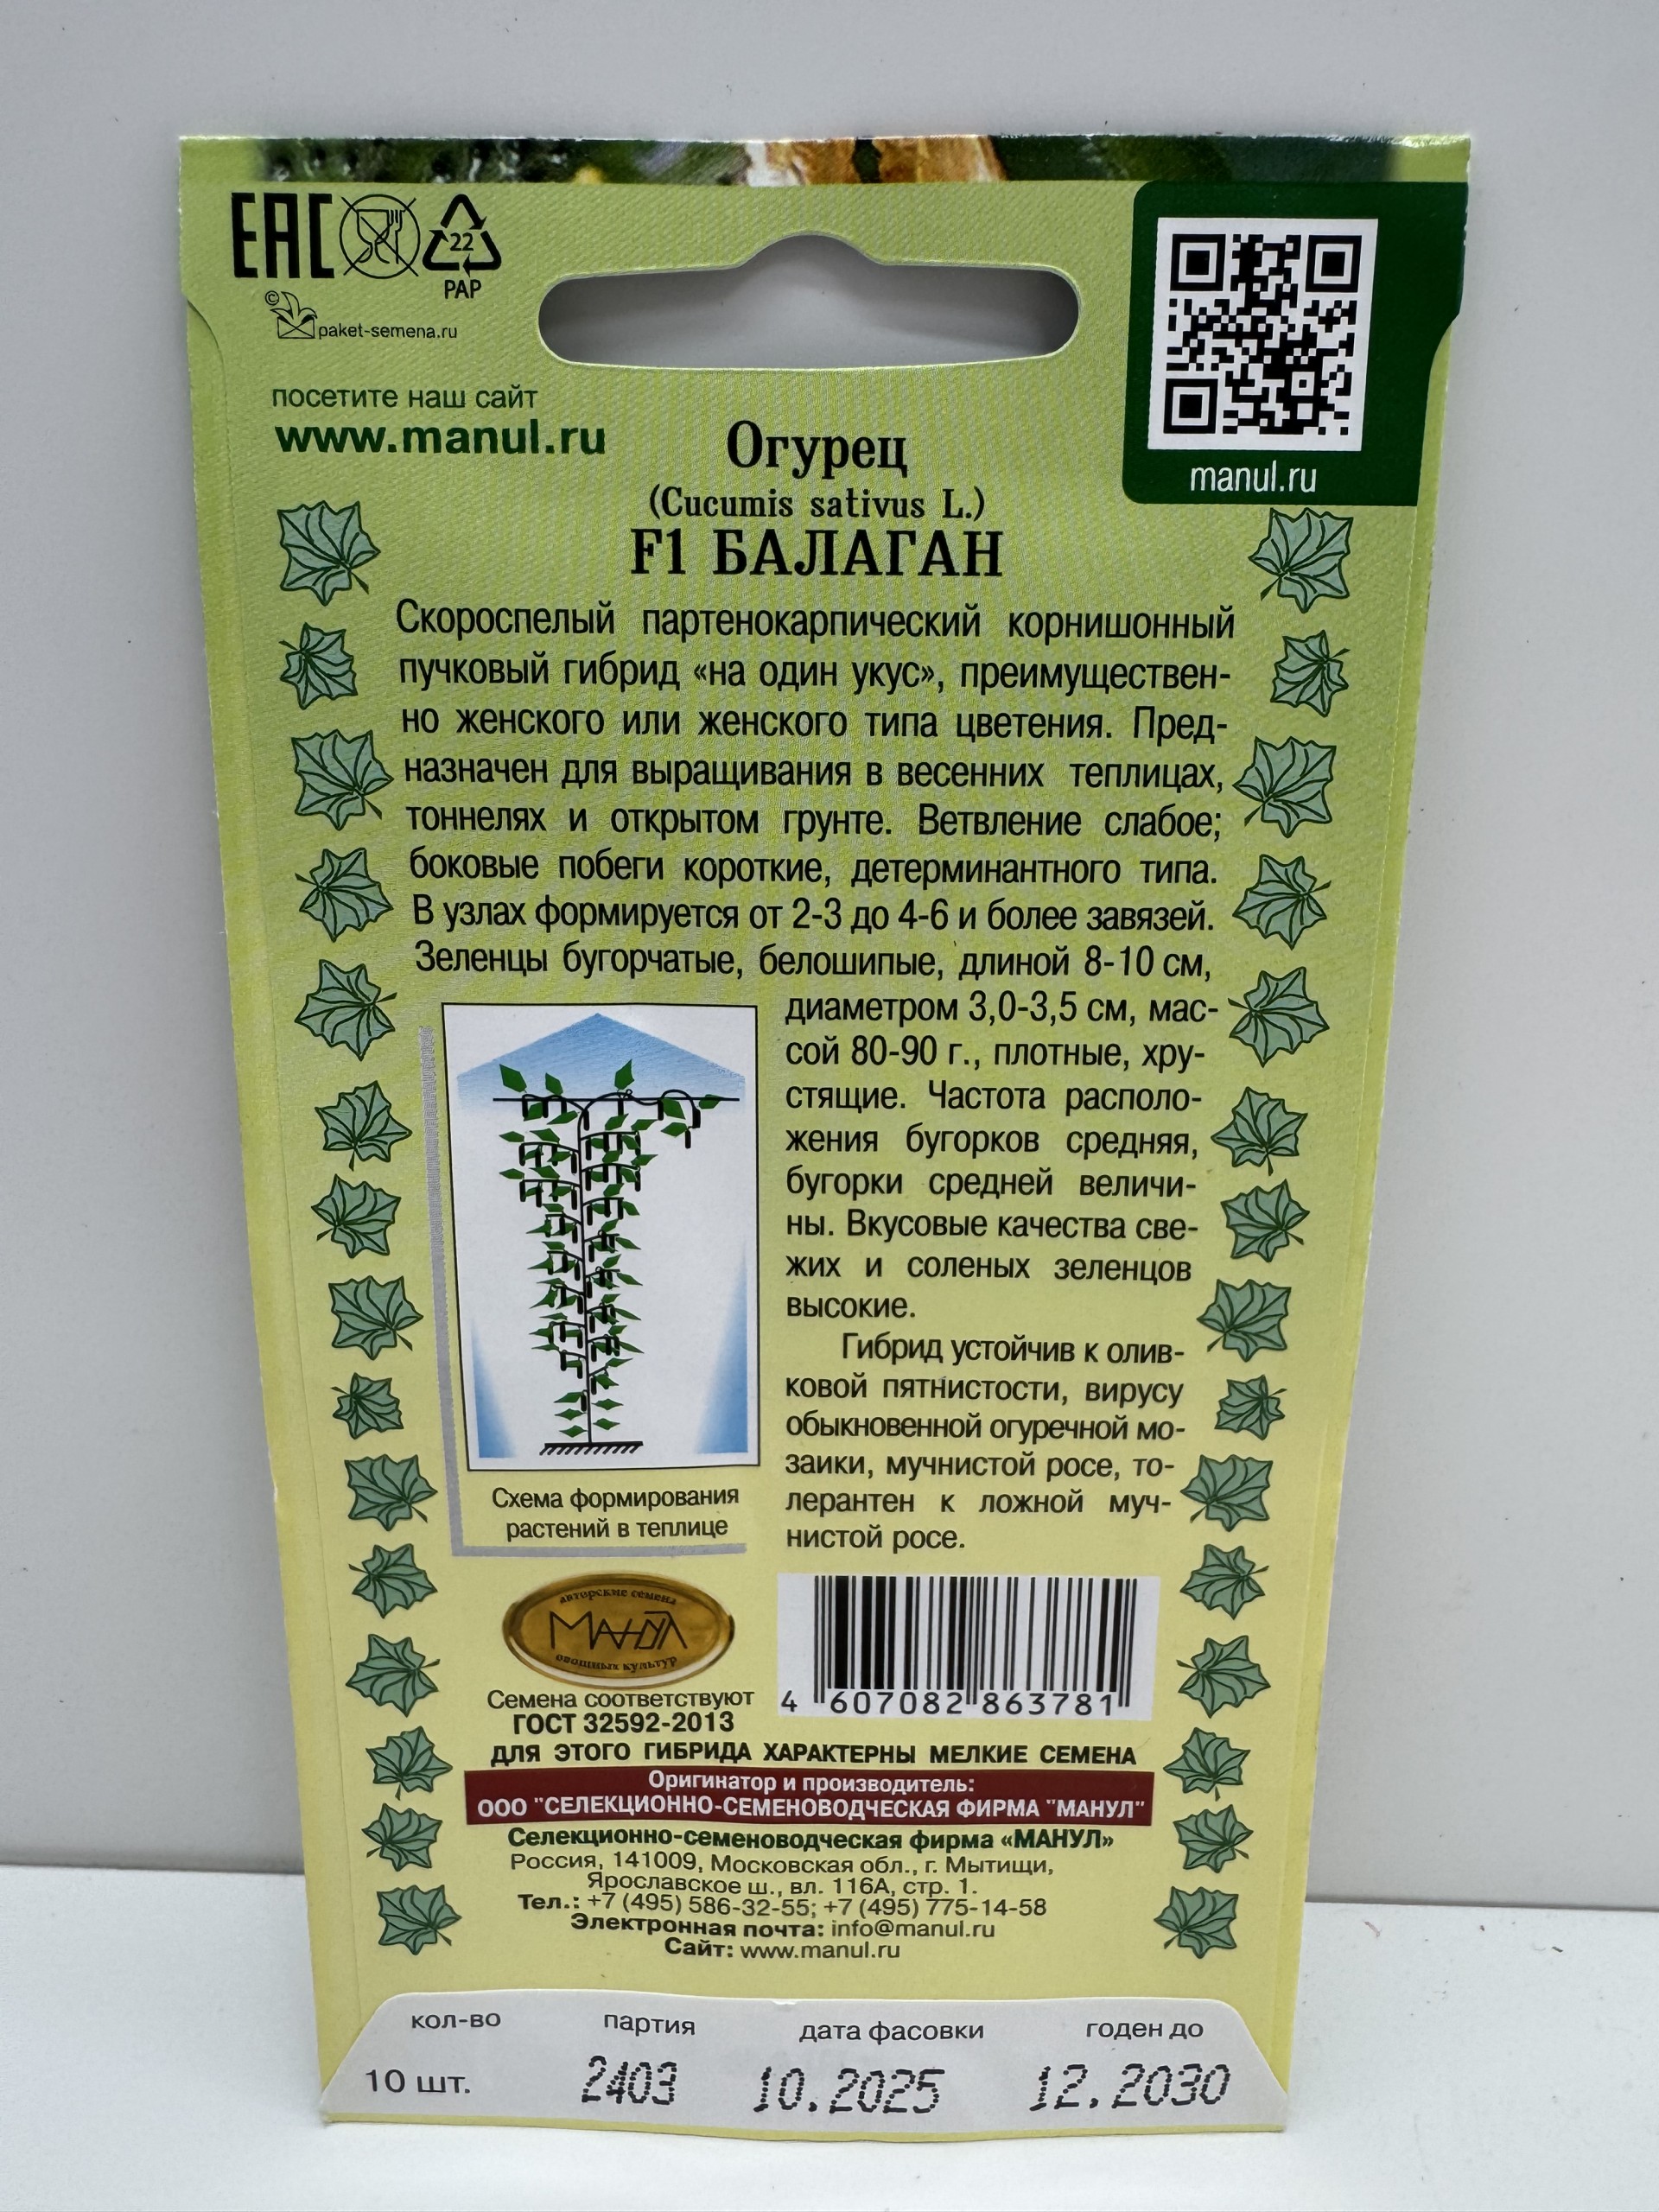 ЕАС
22
PAP
©
paket-semena.ru
посетите наш сайт
www.manul.ru
manul.ru
Огурец
(Cucumis sativus L.)
F1 БАЛАГАН
Скороспелый партенокарпический корнишонный
пучковый гибрид «на один укус», преимуществен-
но женского или женского типа цветения. Пред-
назначен для выращивания в весенних теплицах,
тоннелях и открытом грунте. Ветвление слабое;
боковые побеги короткие, детерминантного типа.
В узлах формируется от 2-3 до 4-6 и более завязей.
Зеленцы бугорчатые, белошипые, длиной 8-10 см,
диаметром 3,0-3,5 см, мас-
сой 80-90 г., плотные, хру-
стящие. Частота располо-
жения бугорков средняя,
бугорки средней величи-
ны. Вкусовые качества све-
жих и соленых зеленцов
высокие.
Гибрид устойчив к олив-
ковой пятнистости, вирусу
обыкновенной огуречной мо-
заики, мучнистой росе, то-
лерантен к ложной муч-
нистой росе.
Схема формирования
растений в теплице
авторские семена
МАНУЛ
овощных культур
Семена соответствуют
ГОСТ 32592-2013
4 607082 863781
ДЛЯ ЭТОГО ГИБРИДА ХАРАКТЕРНЫ МЕЛКИЕ СЕМЕНА
Оригинатор и производитель:
ООО "СЕЛЕКЦИОННО-СЕМЕНОВОДЧЕСКАЯ ФИРМА "МАНУЛ"
Селекционно-семеноводческая фирма «МАНУЛ»
Россия, 141009, Московская обл., г. Мытищи,
Ярославское ш., вл. 116А, стр. 1.
Тел.: +7 (495) 586-32-55; +7 (495) 775-14-58
Электронная почта: info@manul.ru
Сайт: www.manul.ru
кол-во партия дата фасовки годен до
10 шт. 2403 10.2025 12.2030